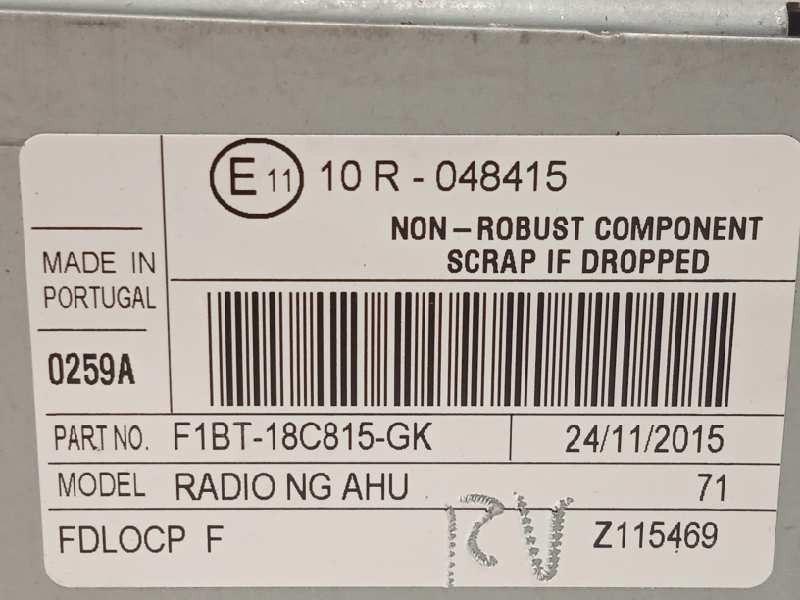 E 11 10 R - 048415
NON-ROBUST COMPONENT
SCRAP IF DROPPED
MADE IN
PORTUGAL
0259A
PART NO. F1BT-18C815-GK 24/11/2015
MODEL RADIO NG AHU 71
FDLOCP F RV Z115469